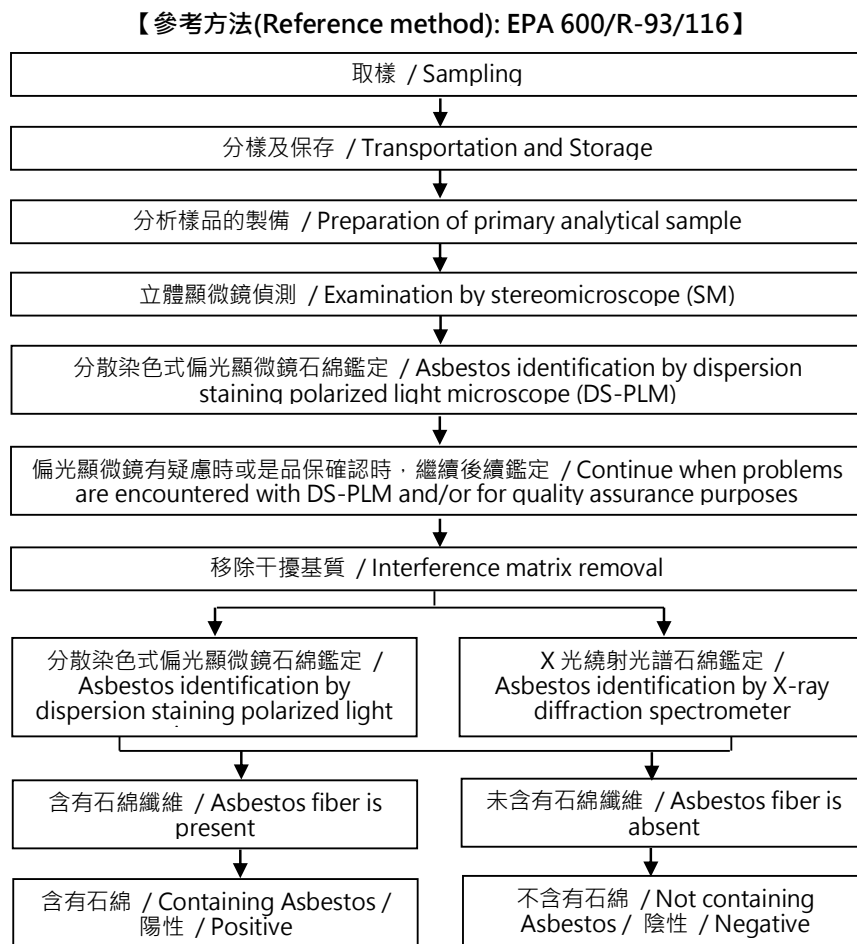 【參考方法(Reference method): EPA 600/R-93/116】
取樣 / Sampling
分樣及保存 / Transportation and Storage
分析樣品的製備 / Preparation of primary analytical sample
立體顯微鏡偵測 / Examination by stereomicroscope (SM)
分散染色式偏光顯微鏡石綿鑑定 / Asbestos identification by dispersion
staining polarized light microscope (DS-PLM)
偏光顯微鏡有疑慮時或是品保確認時，繼續後續鑑定 / Continue when problems
are encountered with DS-PLM and/or for quality assurance purposes
移除干擾基質 / Interference matrix removal
分散染色式偏光顯微鏡石綿鑑定 /
Asbestos identification by
dispersion staining polarized light
X 光繞射光譜石綿鑑定 /
Asbestos identification by X-ray
diffraction spectrometer
含有石綿纖維 / Asbestos fiber is
present
未含有石綿纖維 / Asbestos fiber is
absent
含有石綿 / Containing Asbestos /
陽性 / Positive
不含有石綿 / Not containing
Asbestos / 陰性 / Negative